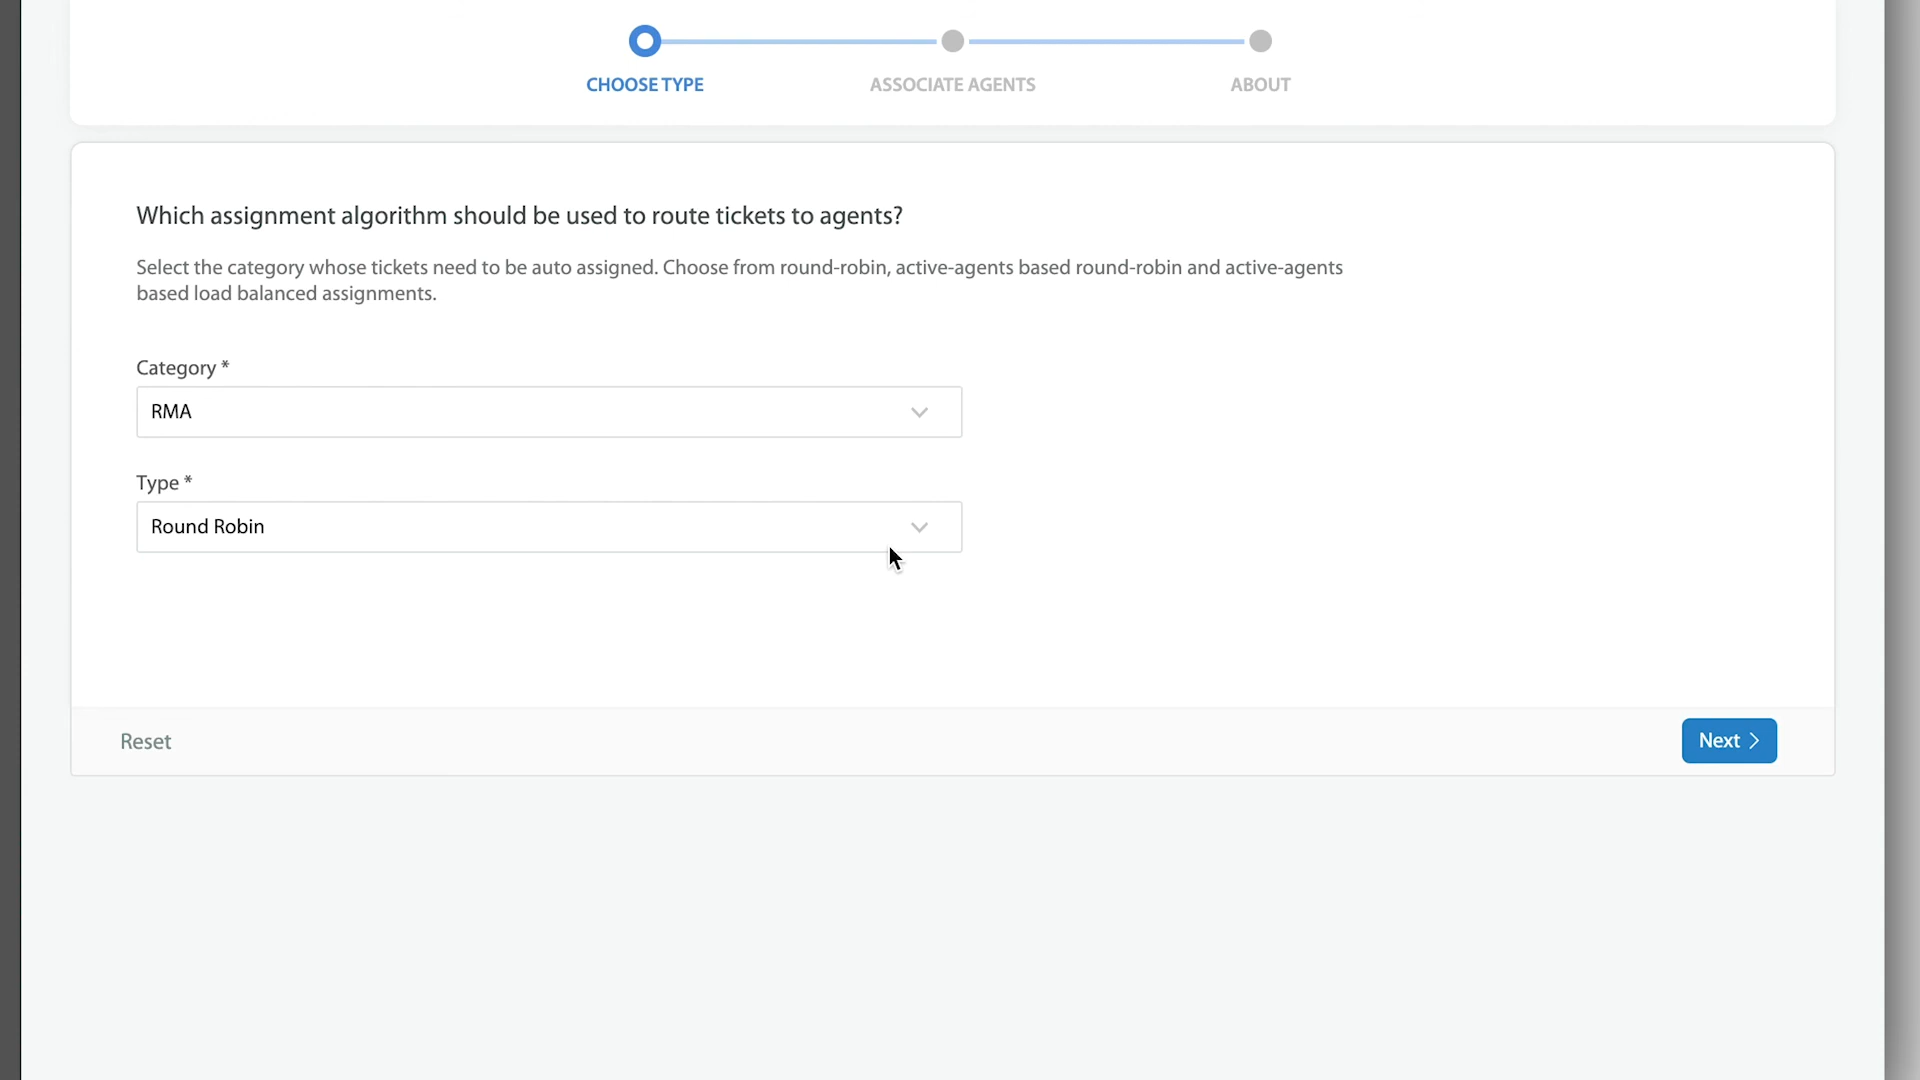 CHOOSE TYPE
ASSOCIATE AGENTS
ABOUT
Which assignment algorithm should be used to route tickets to agents?
Select the category whose tickets need to be auto assigned. Choose from round-robin, active-agents based round-robin and active-agents
based load balanced assignments.
Category *
RMA
Type *
Round Robin
Reset
Next